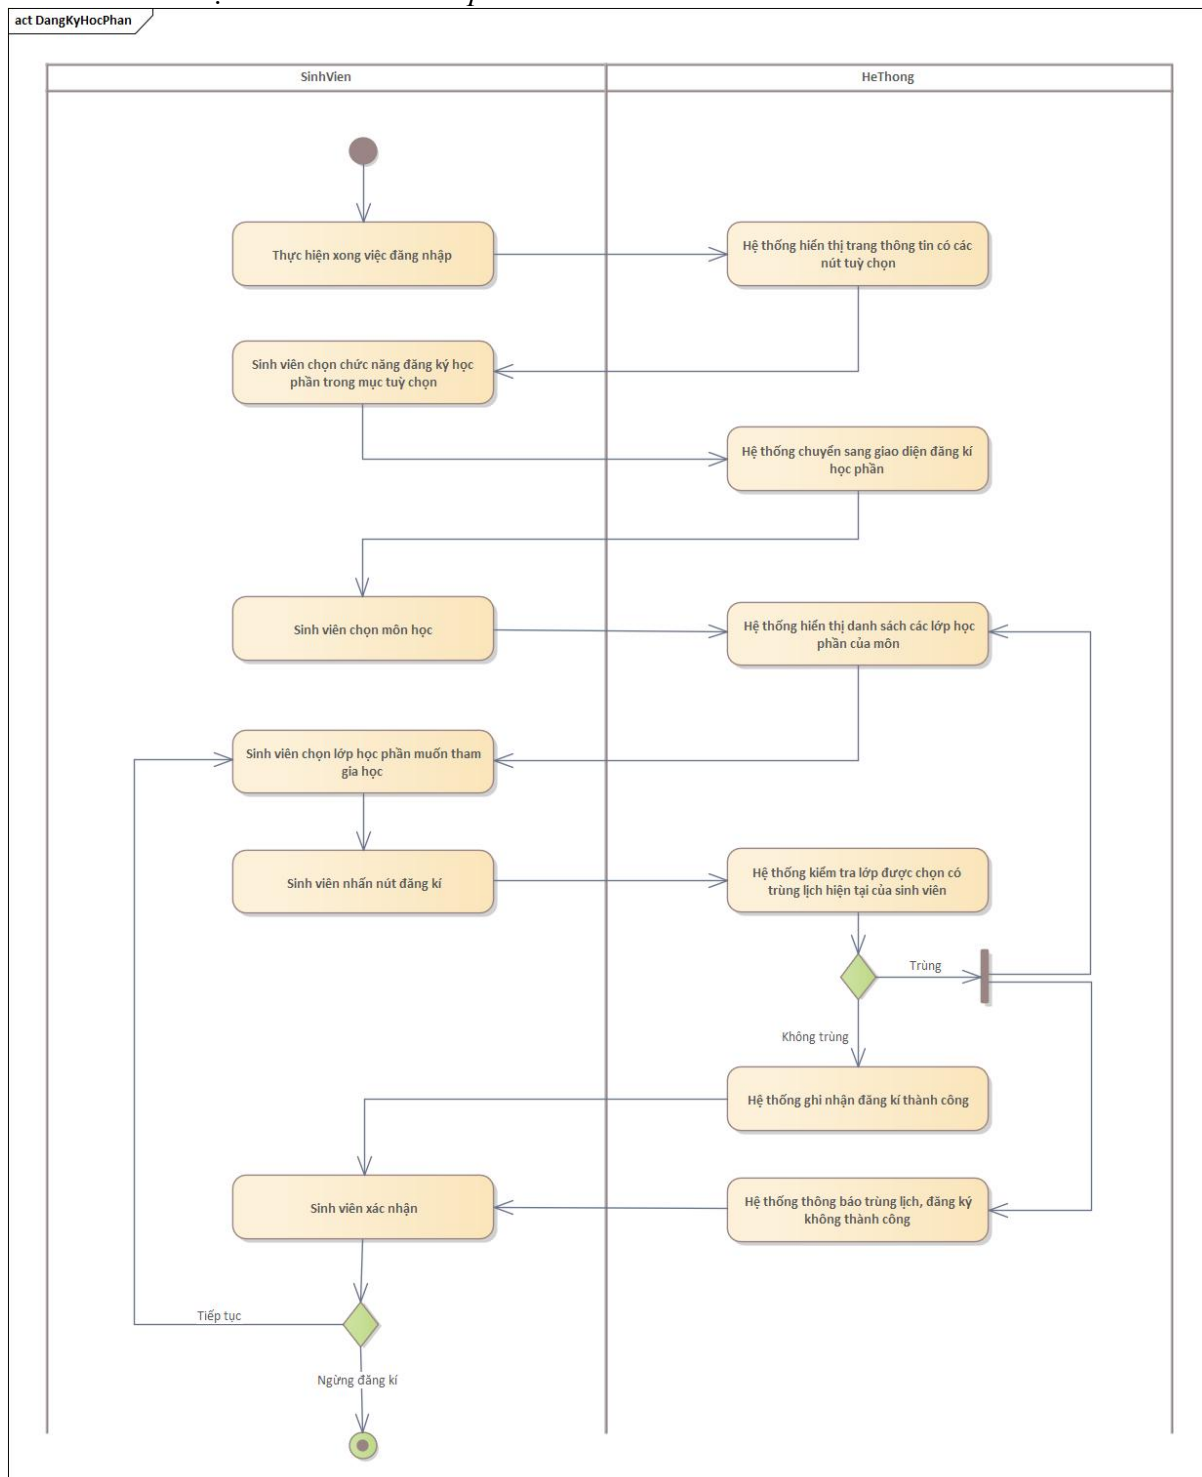 act DangKyHocPhan
SinhVien
HeThong
Thực hiện xong việc đăng nhập
Hệ thống hiển thị trang thông tin có các
nút tuỳ chọn
Sinh viên chọn chức năng đăng ký học
phần trong mục tuỳ chọn
Hệ thống chuyển sang giao diện đăng kí
học phần
Sinh viên chọn môn học
Hệ thống hiển thị danh sách các lớp học
phần của môn
Sinh viên chọn lớp học phần muốn tham
gia học
Sinh viên nhấn nút đăng kí
Hệ thống kiểm tra lớp được chọn có
trùng lịch hiện tại của sinh viên
Trùng
Không trùng
Hệ thống ghi nhận đăng kí thành công
Sinh viên xác nhận
Hệ thống thông báo trùng lịch, đăng ký
không thành công
Tiếp tục
Ngừng đăng kí